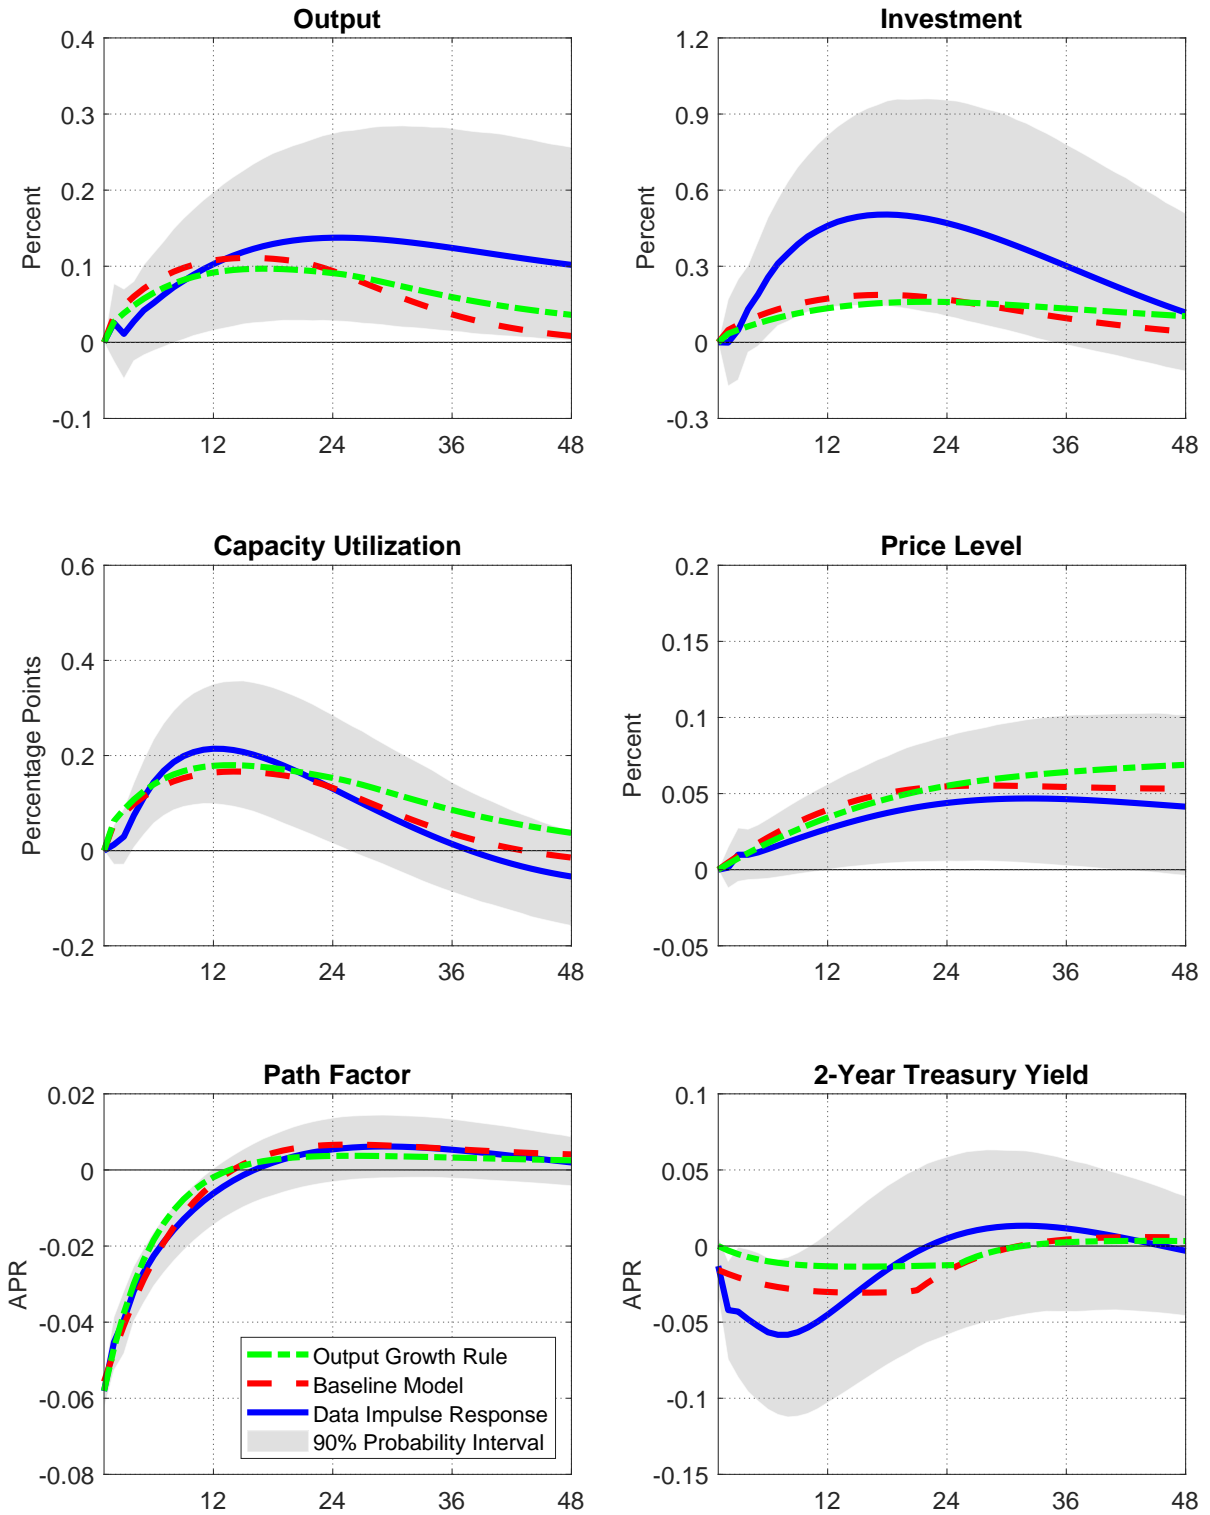 Output
Percent
0.4
0.3
0.2
0.1
0
-0.1
12 24 36 48
Investment
Percent
1.2
0.9
0.6
0.3
0
-0.3
12 24 36 48
Capacity Utilization
Percentage Points
0.6
0.4
0.2
0
-0.2
12 24 36 48
Price Level
Percent
0.2
0.15
0.1
0.05
0
-0.05
12 24 36 48
Path Factor
APR
0.02
0
-0.02
-0.04
-0.06
-0.08
12 24 36 48
Output Growth Rule
Baseline Model
Data Impulse Response
90% Probability Interval
2-Year Treasury Yield
APR
0.1
0.05
0
-0.05
-0.1
-0.15
12 24 36 48